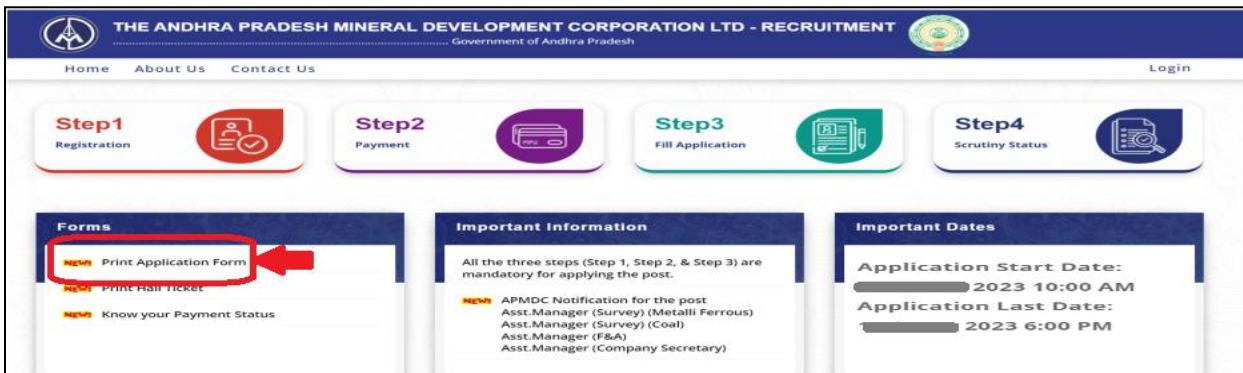 THE ANDHRA PRADESH MINERAL DEVELOPMENT CORPORATION LTD - RECRUITMENT
Government of Andhra Pradesh
Home About Us Contact Us Login
Step1
Registration
Step2
Payment
Step3
Fill Application
Step4
Scrutiny Status
Forms
NEW! Print Application Form
NEW! Print Hall Ticket
NEW! Know your Payment Status
Important Information
All the three steps (Step 1, Step 2, & Step 3) are
mandatory for applying the post.
NEW! APMDC Notification for the post
Asst.Manager (Survey) (Metalli Ferrous)
Asst.Manager (Survey) (Coal)
Asst.Manager (F&A)
Asst.Manager (Company Secretary)
Important Dates
Application Start Date:
2023 10:00 AM
Application Last Date:
2023 6:00 PM